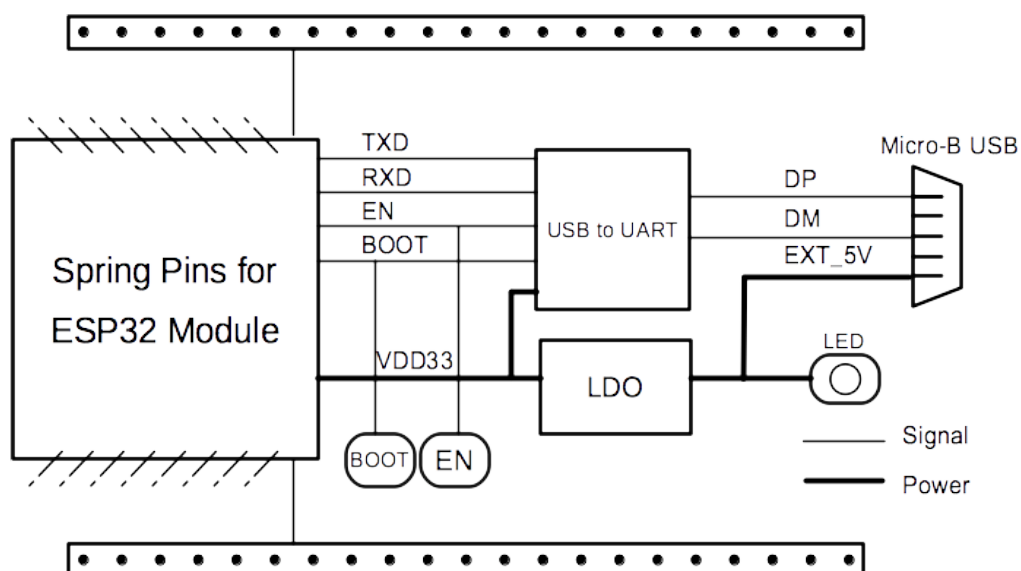 Micro-B USB
TXD
RXD
EN
BOOT
Spring Pins for
ESP32 Module
USB to UART
DP
DM
EXT_5V
VDD33
LDO
LED
BOOT
EN
Signal
Power